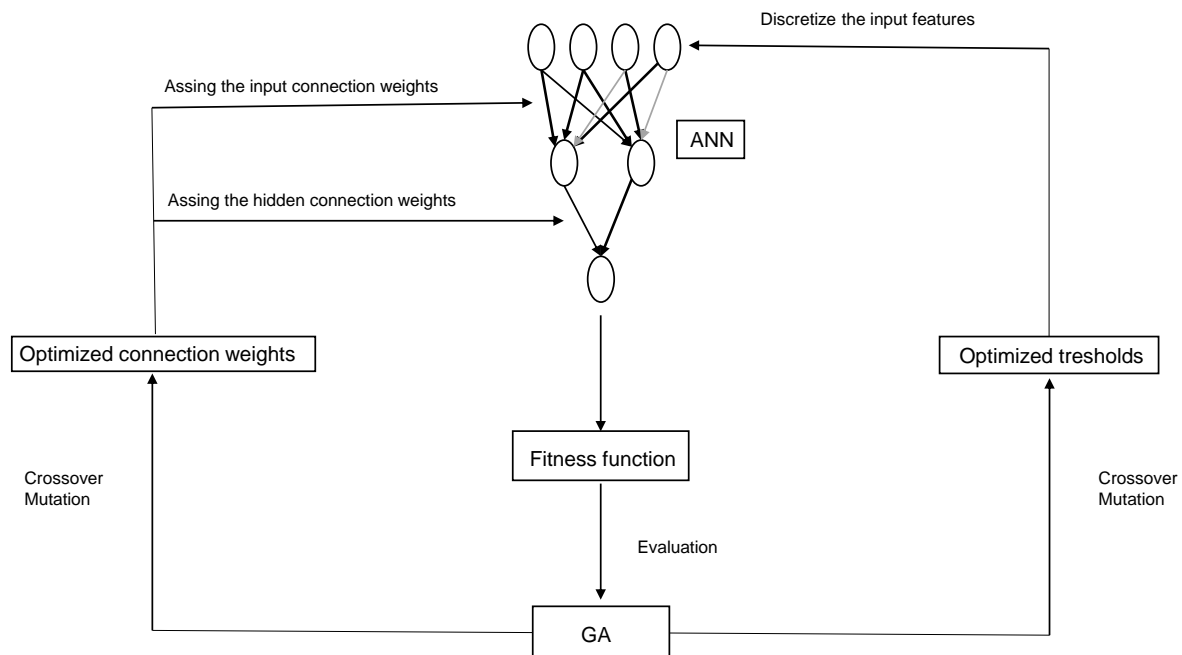 Discretize the input features
Assing the input connection weights
ANN
Assing the hidden connection weights
Optimized connection weights
Optimized tresholds
Fitness function
Crossover
Mutation
Crossover
Mutation
Evaluation
GA